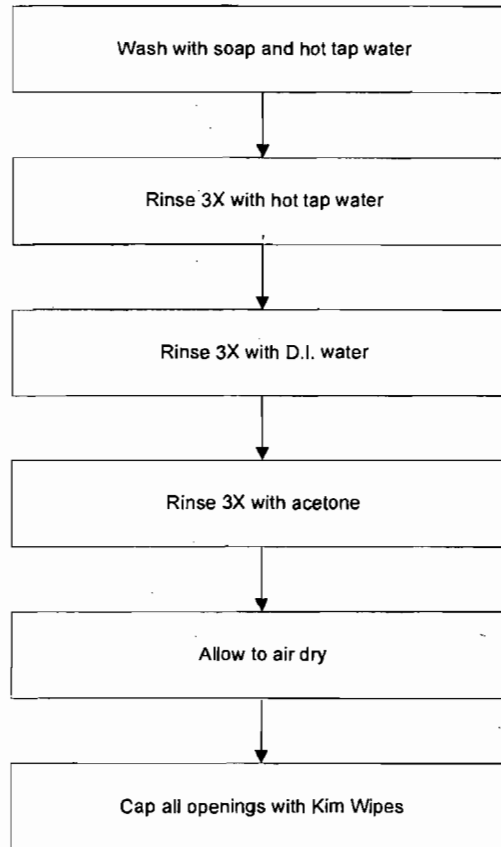 Wash with soap and hot tap water
Rinse 3X with hot tap water
Rinse 3X with D.I. water
Rinse 3X with acetone
Allow to air dry
Cap all openings with Kim Wipes